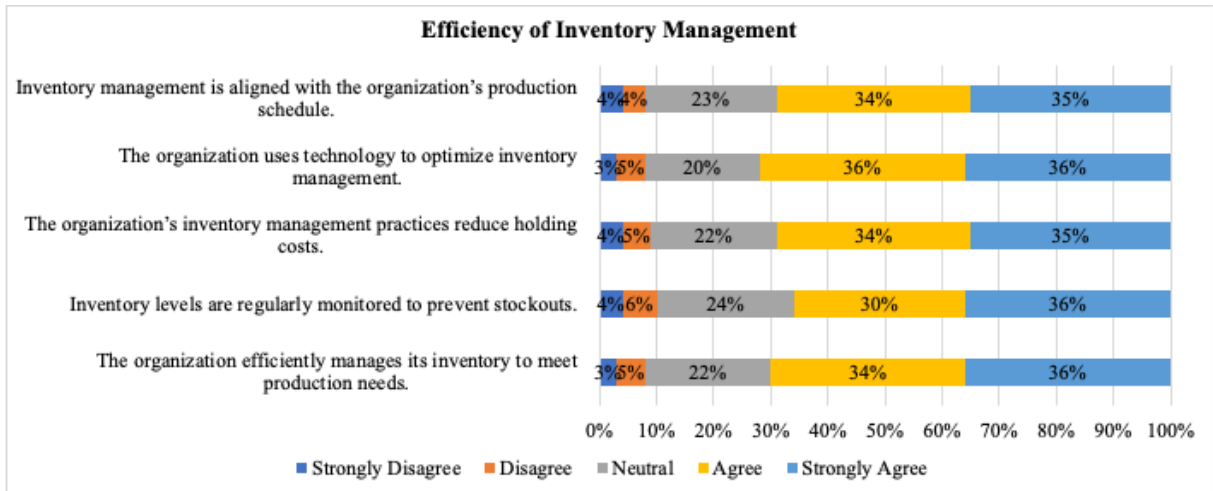 Efficiency of Inventory Management
Inventory management is aligned with the organization’s production
schedule.
4% 4% 23% 34% 35%
The organization uses technology to optimize inventory
management.
3% 5% 20% 36% 36%
The organization’s inventory management practices reduce holding
costs.
4% 5% 22% 34% 35%
Inventory levels are regularly monitored to prevent stockouts.
4% 6% 24% 30% 36%
The organization efficiently manages its inventory to meet
production needs.
3% 5% 22% 34% 36%
0% 10% 20% 30% 40% 50% 60% 70% 80% 90% 100%
Strongly Disagree Disagree Neutral Agree Strongly Agree